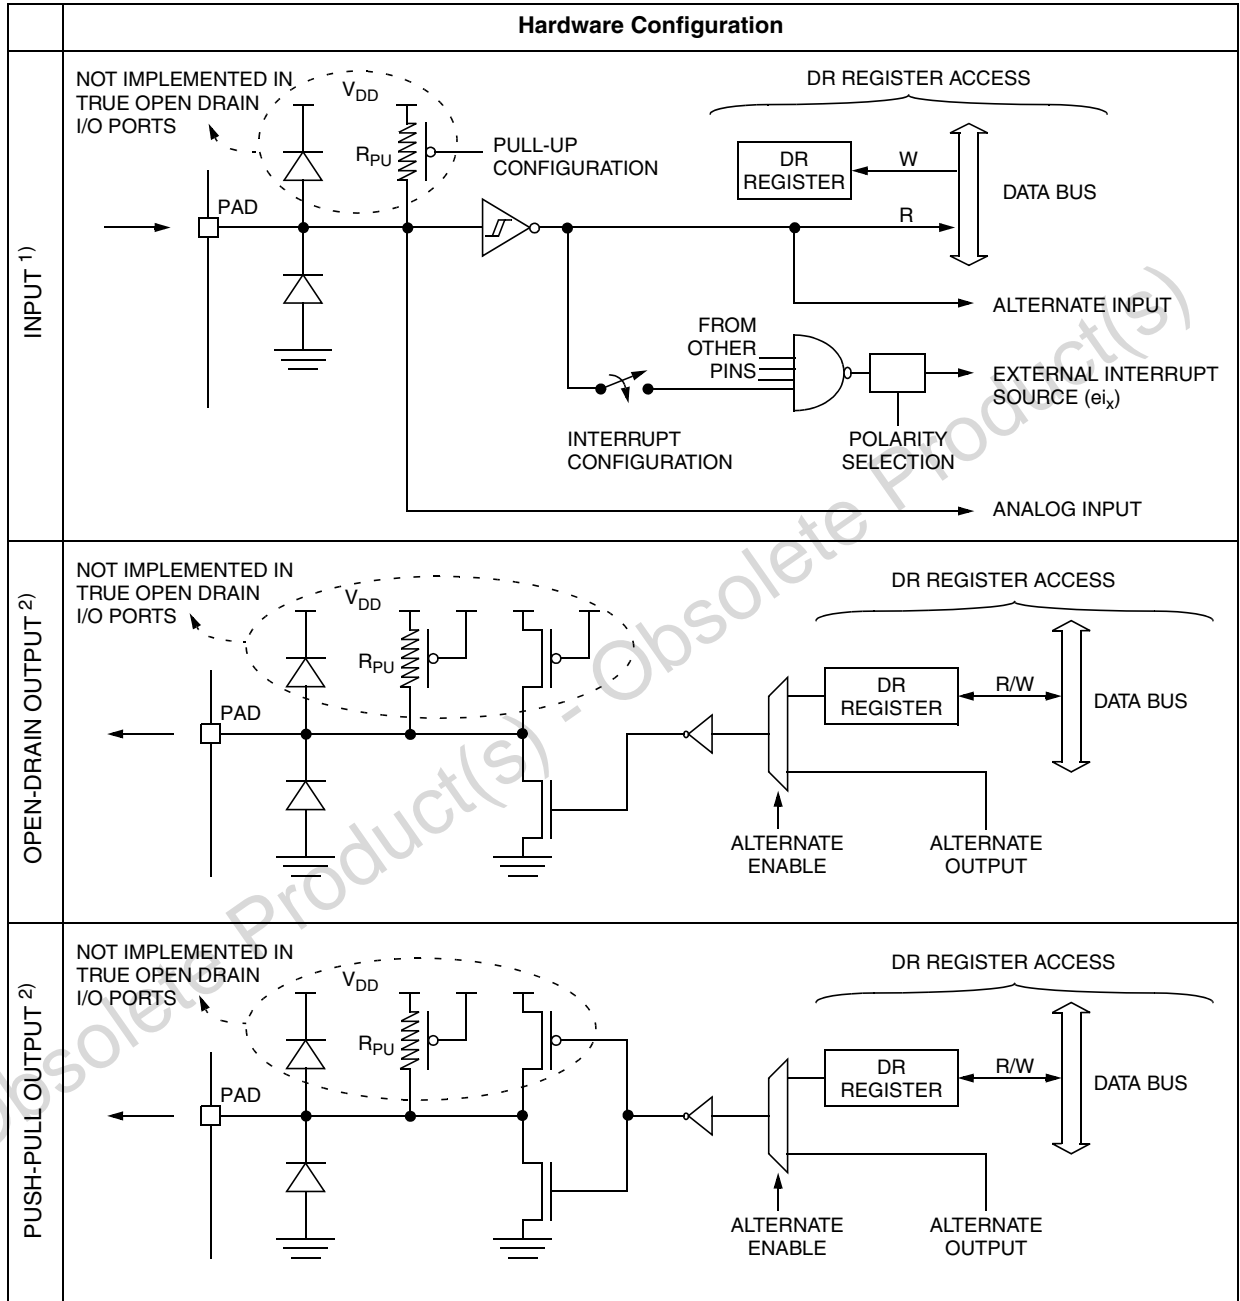 Hardware Configuration
INPUT 1)
NOT IMPLEMENTED IN
TRUE OPEN DRAIN
I/O PORTS
VDD
RPU
PULL-UP
CONFIGURATION
PAD
DR REGISTER ACCESS
DR
REGISTER
W
R
DATA BUS
ALTERNATE INPUT
FROM
OTHER
PINS
EXTERNAL INTERRUPT
SOURCE (eix)
INTERRUPT
CONFIGURATION
POLARITY
SELECTION
ANALOG INPUT
OPEN-DRAIN OUTPUT 2)
NOT IMPLEMENTED IN
TRUE OPEN DRAIN
I/O PORTS
VDD
RPU
PAD
DR REGISTER ACCESS
DR
REGISTER
R/W
DATA BUS
ALTERNATE
ENABLE
ALTERNATE
OUTPUT
PUSH-PULL OUTPUT 2)
NOT IMPLEMENTED IN
TRUE OPEN DRAIN
I/O PORTS
VDD
RPU
PAD
DR REGISTER ACCESS
DR
REGISTER
R/W
DATA BUS
ALTERNATE
ENABLE
ALTERNATE
OUTPUT
Obsolete Product(s) - Obsolete Product(s)